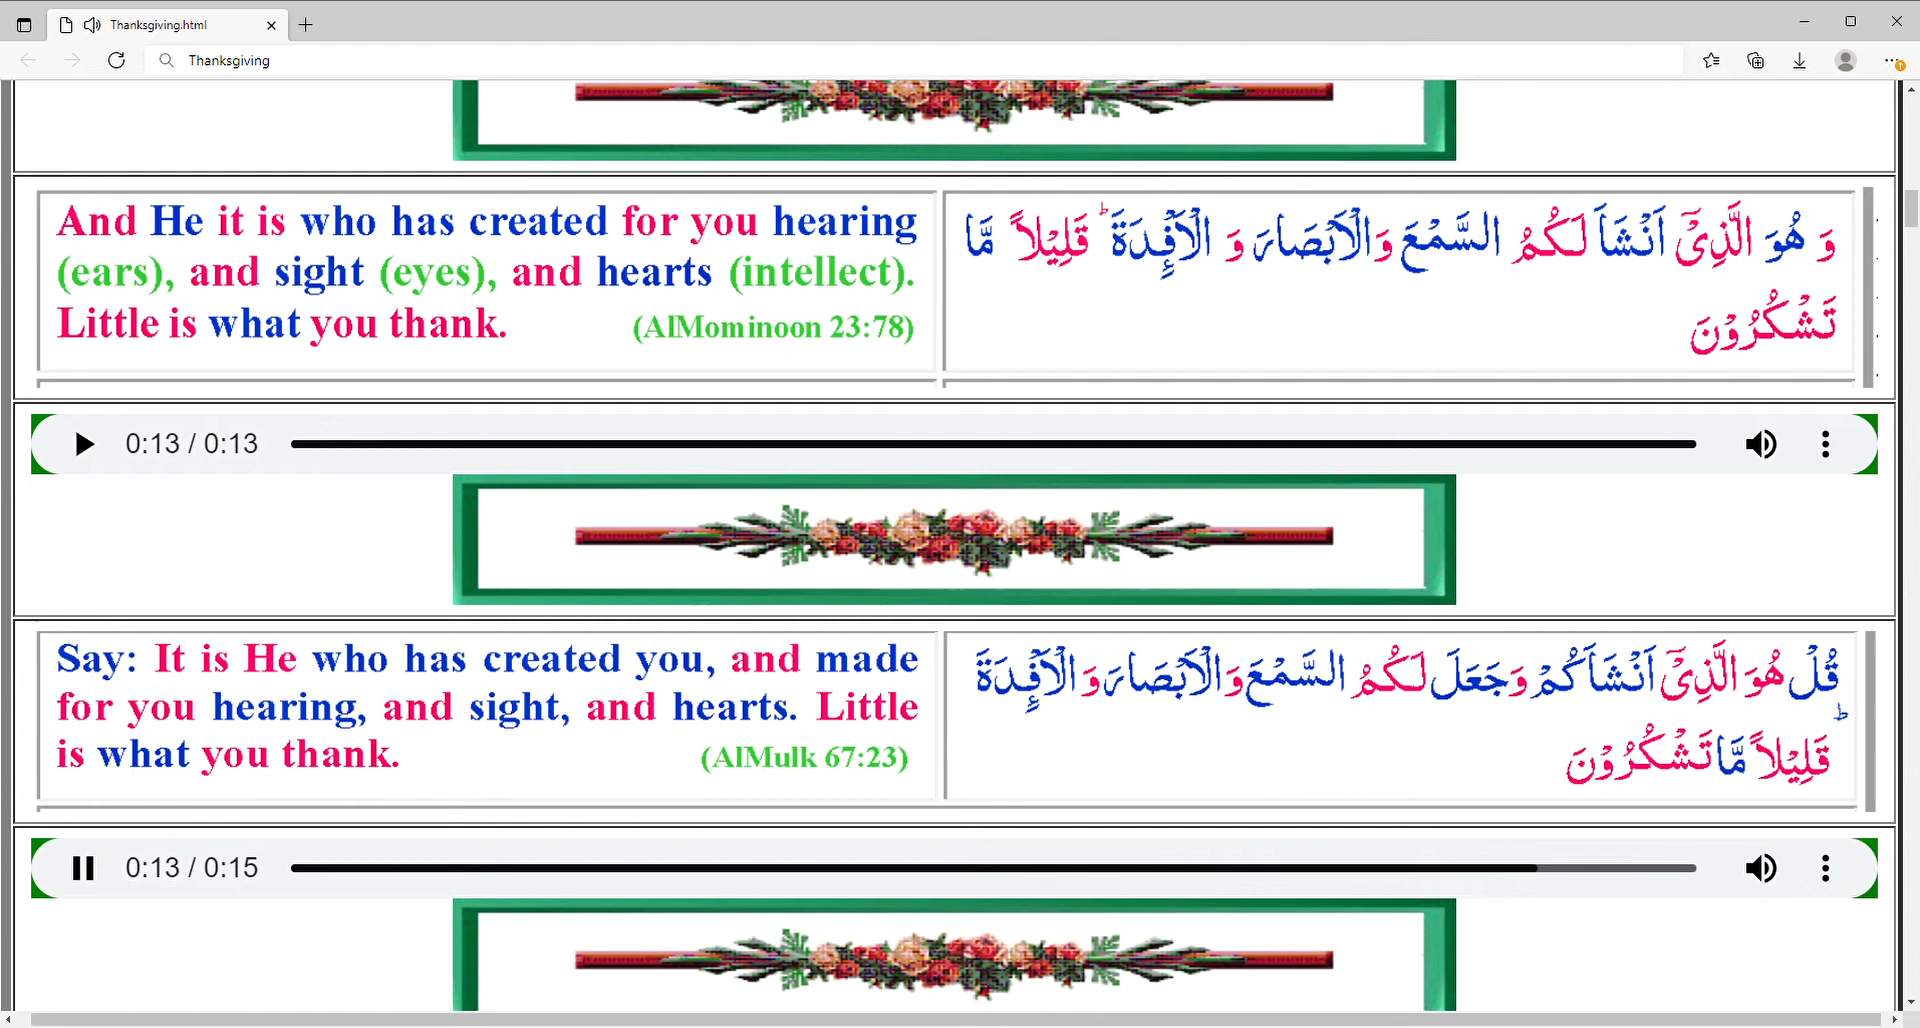 Thanksgiving.html
Thanksgiving
And He it is who has created for you hearing
(ears), and sight (eyes), and hearts (intellect).
Little is what you thank. (AlMominoon 23:78)
وَ هُوَ الَّذِيْۤ اَنْشَاَ لَكُمُ السَّمْعَ وَالْاَبْصَارَ وَ الْاَفْـِٕدَةَ ؕ قَلِيْلاً مَّا
تَشْكُرُوْنَ
0:13 / 0:13
Say: It is He who has created you, and made
for you hearing, and sight, and hearts. Little
is what you thank. (AlMulk 67:23)
قُلْ هُوَ الَّذِيْۤ اَنْشَاَكُمْ وَجَعَلَ لَكُمُ السَّمْعَ وَالْاَبْصَارَ وَالْاَفْـِٕدَةَ ؕ
قَلِيْلاً مَّا تَشْكُرُوْنَ
0:13 / 0:15